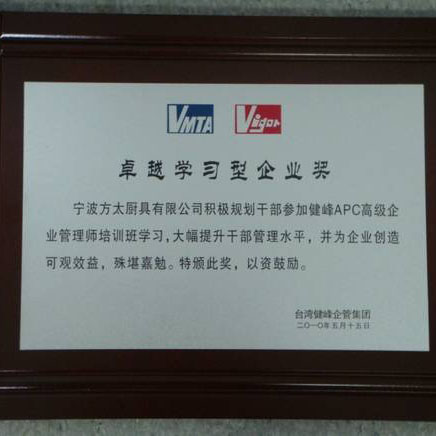 VMTA Vigor
卓越学习型企业奖
宁波方太厨具有限公司积极规划干部参加健峰APC高级企
业管理师培训班学习，大幅提升干部管理水平，并为企业创造
可观效益，殊堪嘉勉。特颁此奖，以资鼓励。
台湾健峰企管集团
二〇一〇年五月十五日